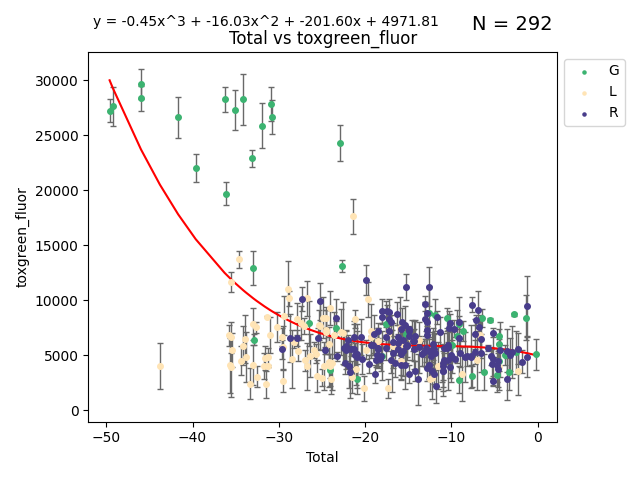 y = -0.45x^3 + -16.03x^2 + -201.60x + 4971.81
N = 292
Total vs toxgreen_fluor
G
L
R
toxgreen_fluor
30000
25000
20000
15000
10000
5000
0
−50
−40
−30
−20
−10
0
Total